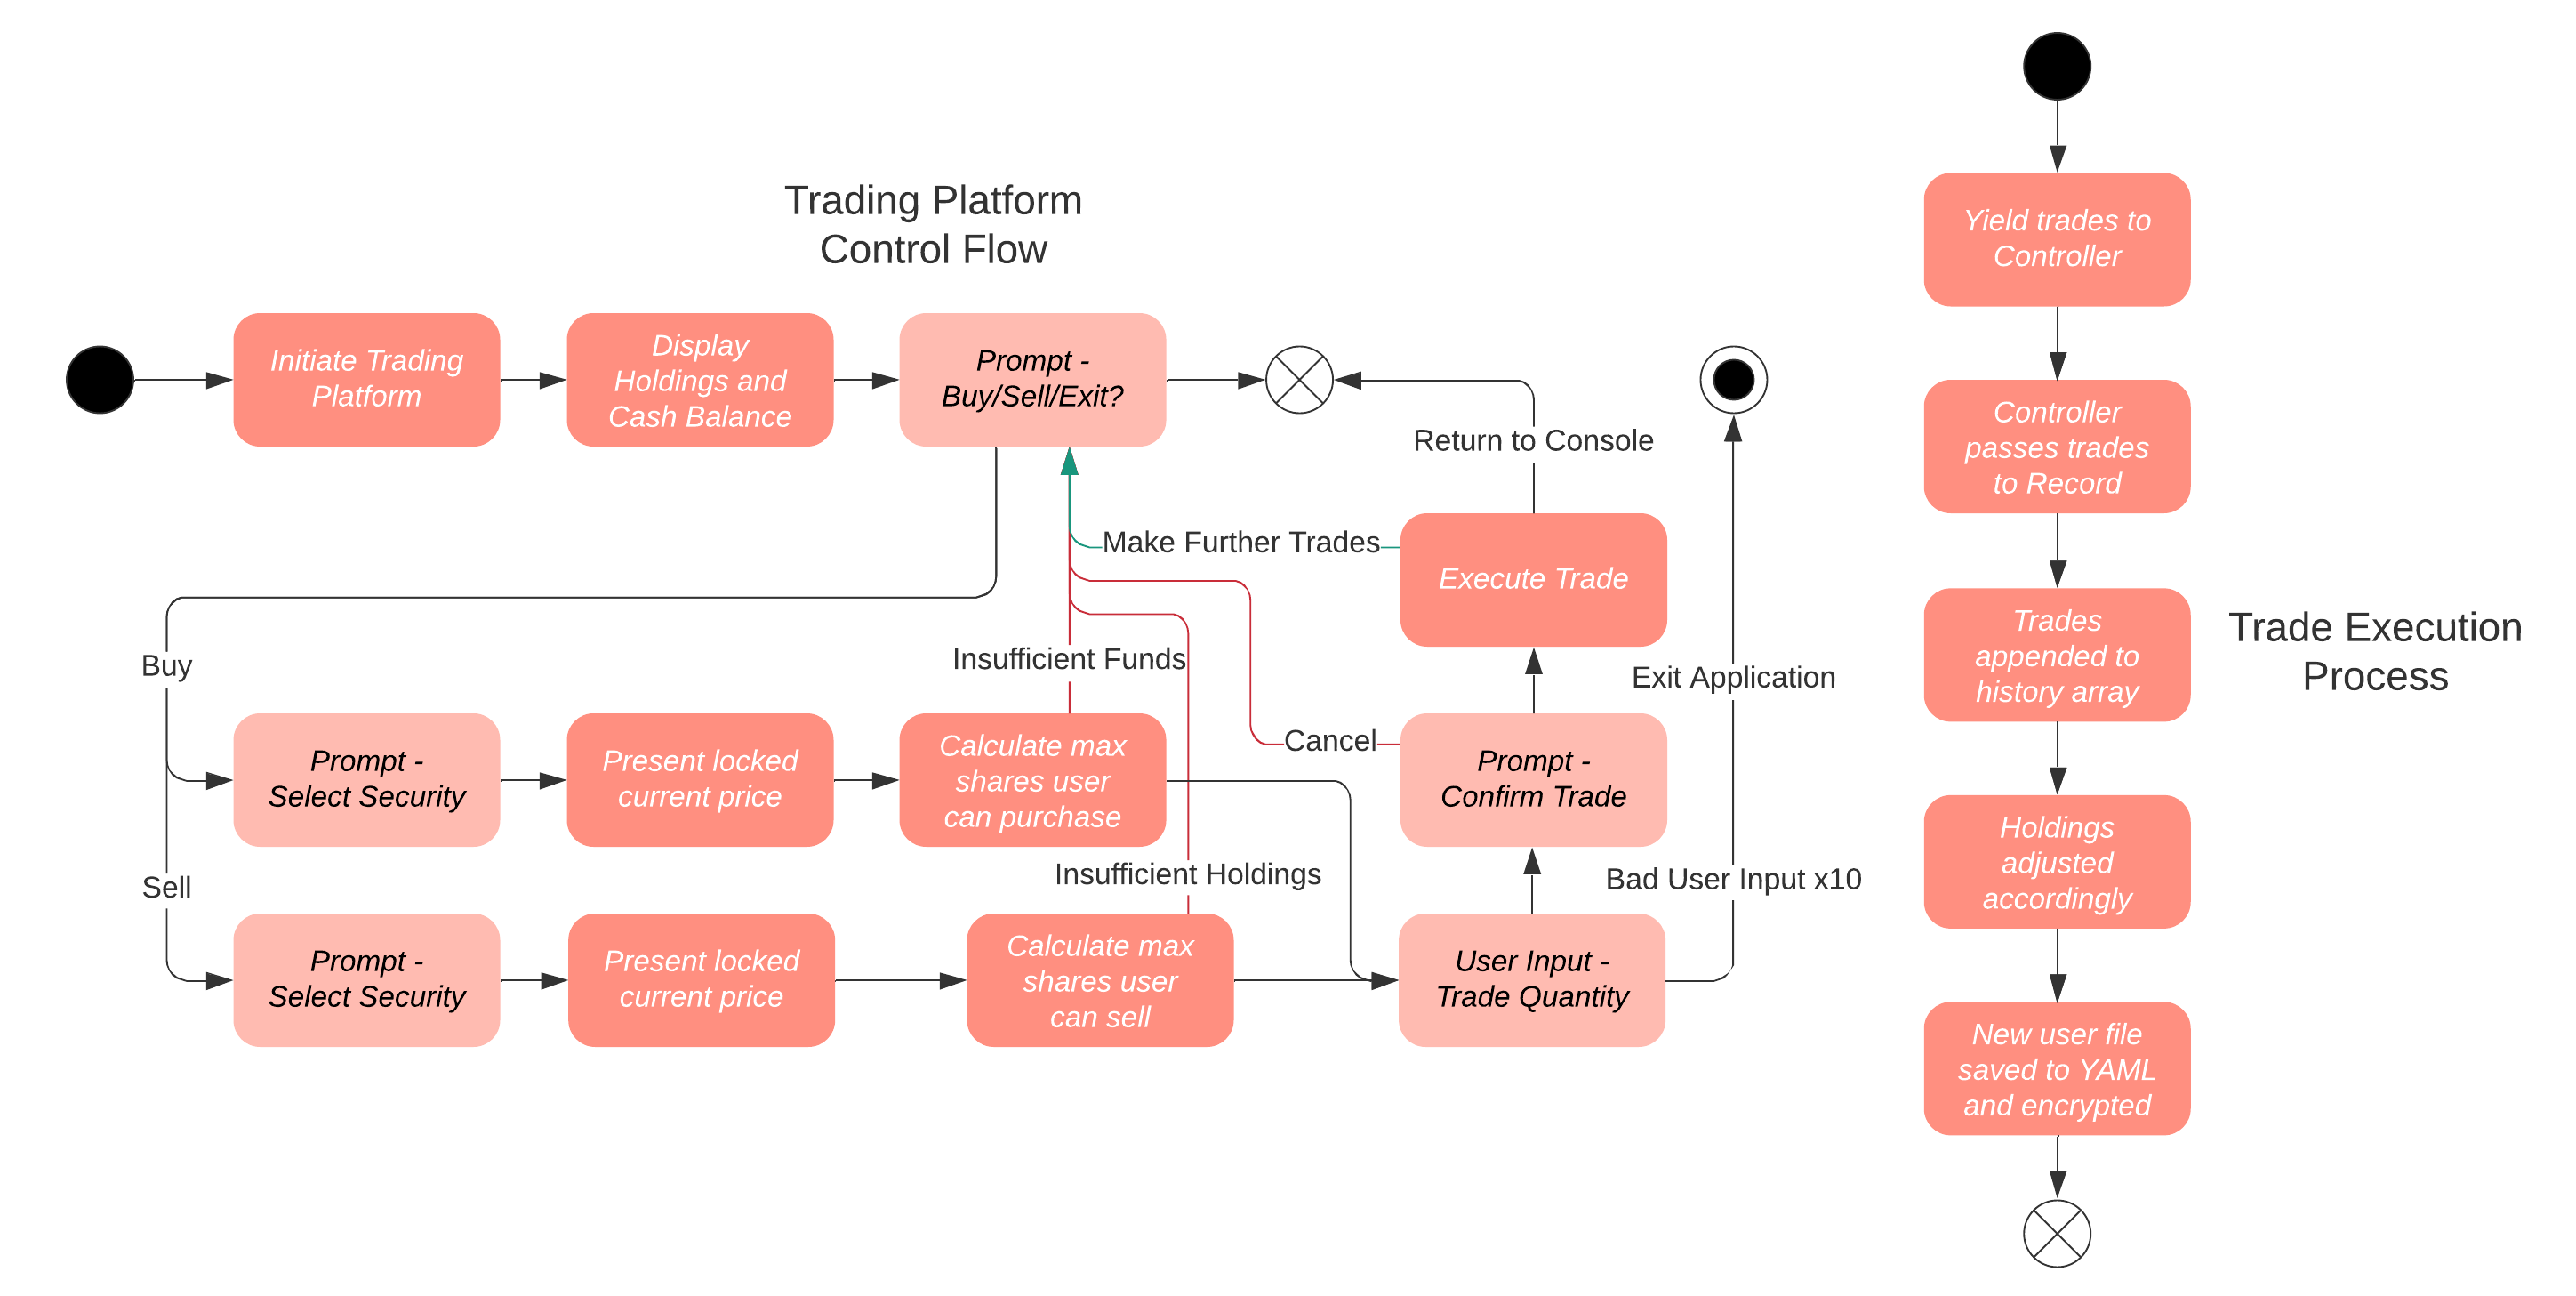 Trading Platform
Control Flow
Initiate Trading
Platform
Display
Holdings and
Cash Balance
Prompt -
Buy/Sell/Exit?
Return to Console
Make Further Trades
Execute Trade
Buy
Insufficient Funds
Exit Application
Cancel
Prompt -
Select Security
Present locked
current price
Calculate max
shares user
can purchase
Prompt -
Confirm Trade
Sell
Insufficient Holdings
Bad User Input x10
Prompt -
Select Security
Present locked
current price
Calculate max
shares user
can sell
User Input -
Trade Quantity
Yield trades to
Controller
Controller
passes trades
to Record
Trades
appended to
history array
Trade Execution
Process
Holdings
adjusted
accordingly
New user file
saved to YAML
and encrypted